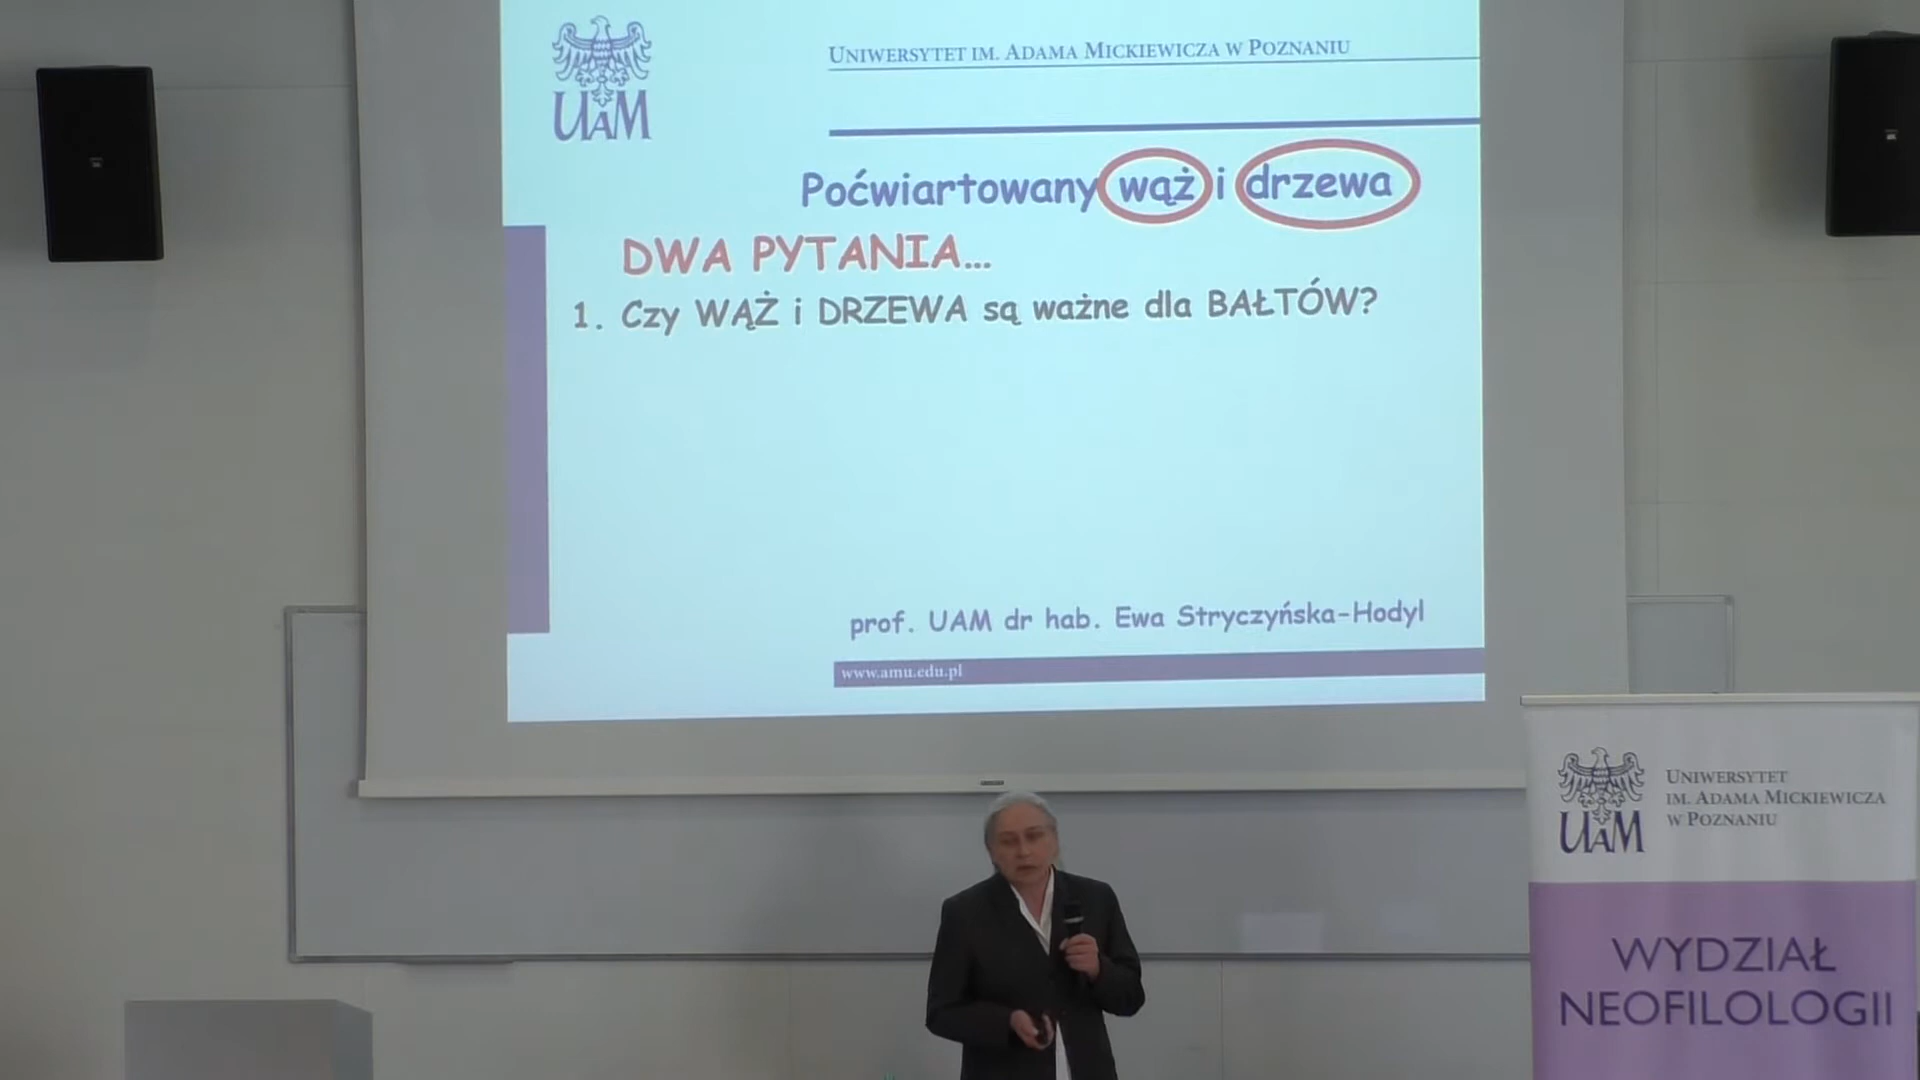 UAM
UNIWERSYTET IM. ADAMA MICKIEWICZA W POZNANIU
Poćwiartowany wąż i drzewa
DWA PYTANIA...
1. Czy WĄŻ i DRZEWA są ważne dla BAŁTÓW?
prof. UAM dr hab. Ewa Stryczyńska-Hodyl
www.amu.edu.pl
UAM
UNIWERSYTET
IM. ADAMA MICKIEWICZA
W POZNANIU
WYDZIAŁ
NEOFILOLOGII